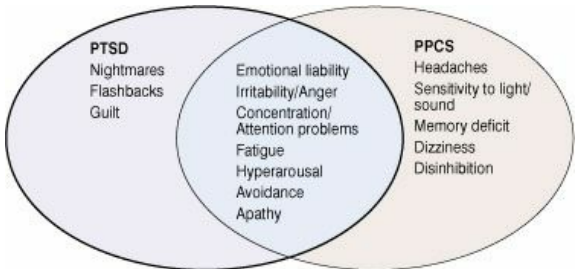 PTSD
Nightmares
Flashbacks
Guilt
Emotional liability
Irritability/Anger
Concentration/
Attention problems
Fatigue
Hyperarousal
Avoidance
Apathy
PPCS
Headaches
Sensitivity to light/
sound
Memory deficit
Dizziness
Disinhibition